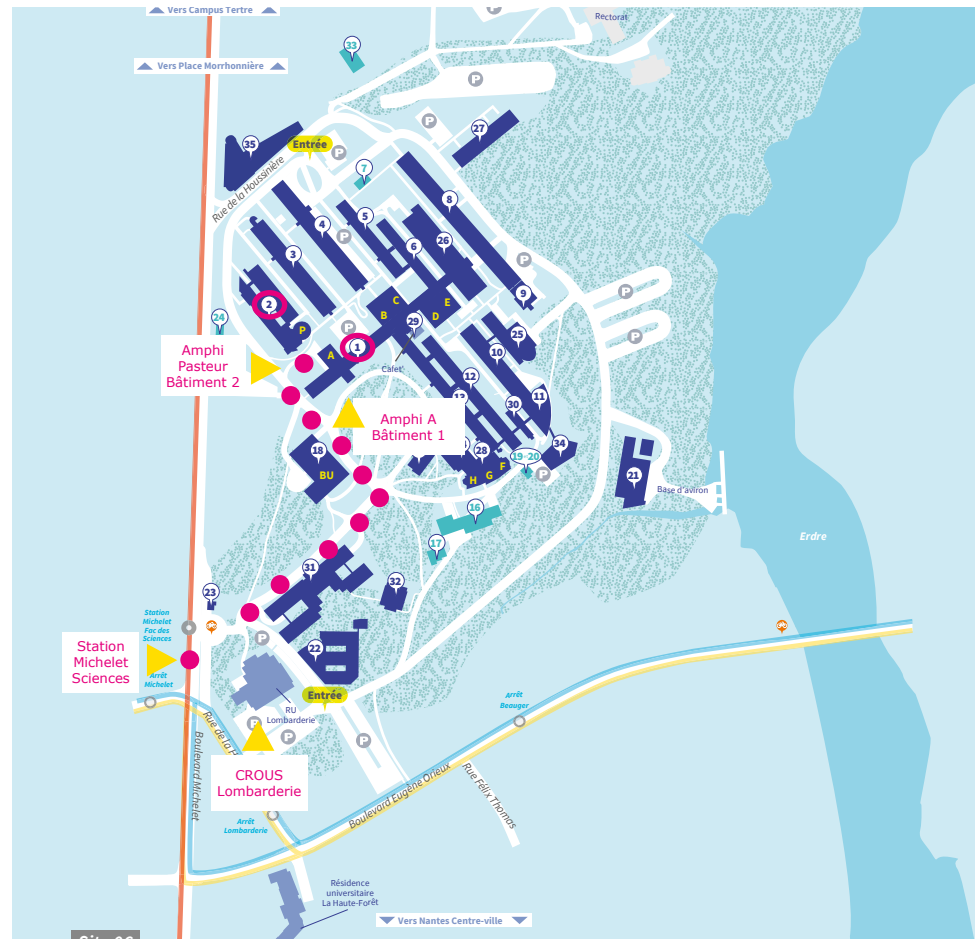 Vers Campus Tertre
Rectorat
33
Vers Place Morrhonnière
P
P
27
35
Entrée
P
7
Rue de la Houssinière
8
5
4
P
26
6
3
P
9
P
2
C
E
24
B
D
29
P
P
P
25
1
A
10
Calet'
Amphi
Pasteur
Bâtiment 2
12
11
30
Amphi A
Bâtiment 1
18
28
34
19-20
F
BU
G
H
P
21
Base d'aviron
16
Erdre
17
31
32
23
Station
Michelet
Fac des
Sciences
P
Station
Michelet
Sciences
22
Arrêt
Michelet
Entrée
Arrêt
Beauger
RU
Lombarderie
P
P
Rue de la H
Boulevard Michelet
CROUS
Lombarderie
Boulevard Eugène Orieux
Rue Félix Thomas
Arrêt
Lombarderie
Résidence
universitaire
La Haute-Forêt
Vers Nantes Centre-ville